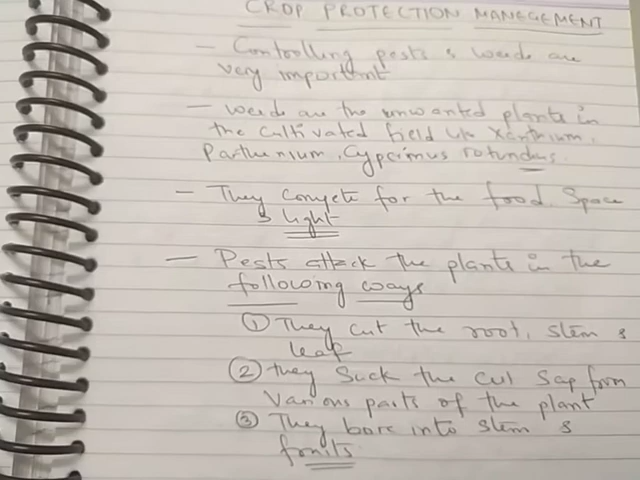 CROP PROTECTION MANEGEMENT
- Controlling pests & weeds are
very important
- weeds are the unwanted plants in
the cultivated field like Xanthium,
Parthenium, Cyperinus rotundus.
- They compete for the food, Space
& light
- Pests attack the plants in the
following ways
① They cut the root, stem &
leaf
② they Suck the cell Sap from
Various parts of the plant
③ They bore into stem &
fruits